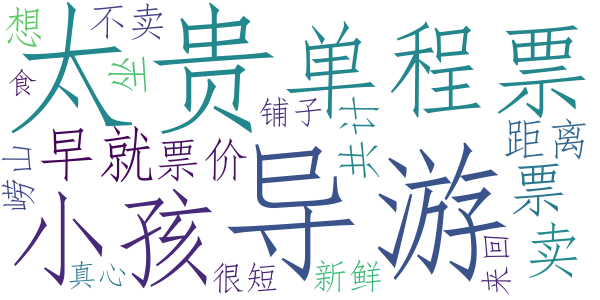 想
不卖
太贵
单程票
食
坐
铺子
共计
距离
早就
票价
崂山
导游
小孩
票
卖
来回
真心
很短
新鲜